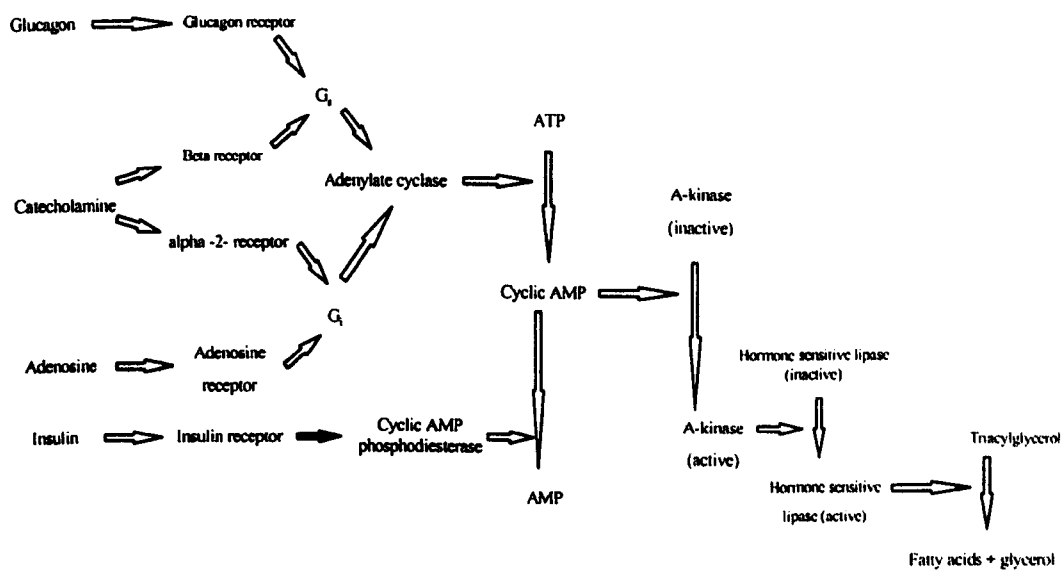 Glucagon
Glucagon receptor
Gs
ATP
Beta receptor
Adenylate cyclase
A-kinase
(inactive)
Catecholamine
alpha -2- receptor
Cyclic AMP
Gi
Adenosine
Adenosine
receptor
Hormone sensitive lipase
(inactive)
Insulin
Insulin receptor
Cyclic AMP
phosphodiesterase
A-kinase
(active)
Triacylglycerol
AMP
Hormone sensitive
lipase (active)
Fatty acids + glycerol